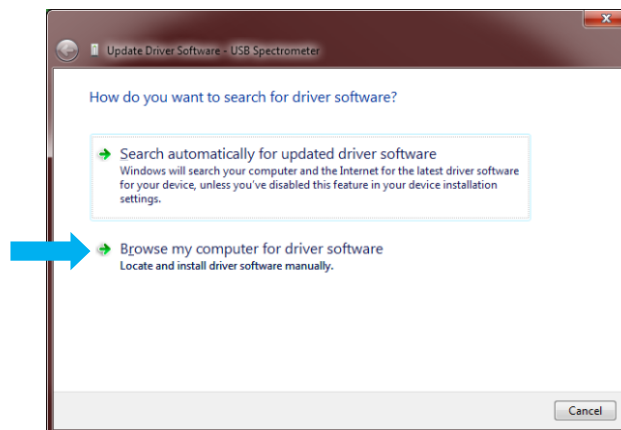 Update Driver Software - USB Spectrometer
How do you want to search for driver software?
Search automatically for updated driver software
Windows will search your computer and the Internet for the latest driver software
for your device, unless you've disabled this feature in your device installation
settings.
Browse my computer for driver software
Locate and install driver software manually.
Cancel